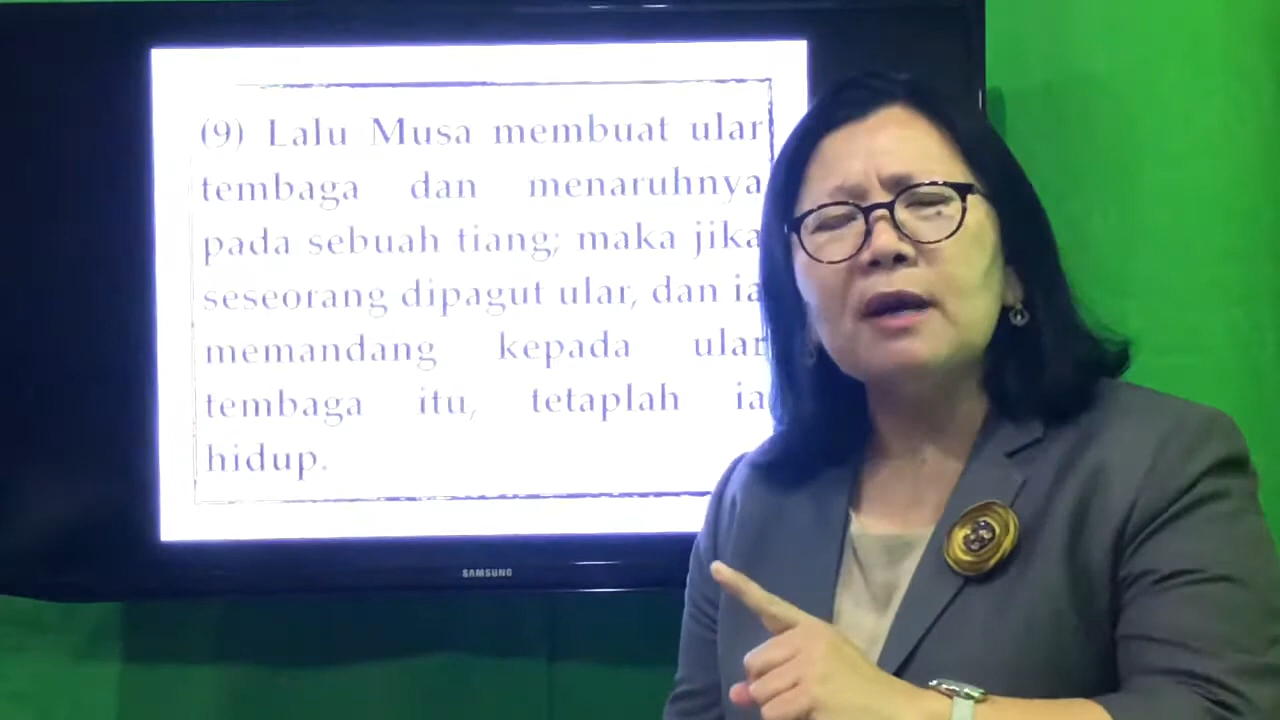 (9) Lalu Musa membuat ular
tembaga dan menaruhnya
pada sebuah tiang; maka jika
seseorang dipagut ular, dan ia
memandang kepada ular
tembaga itu, tetaplah ia
hidup.
SAMSUNG